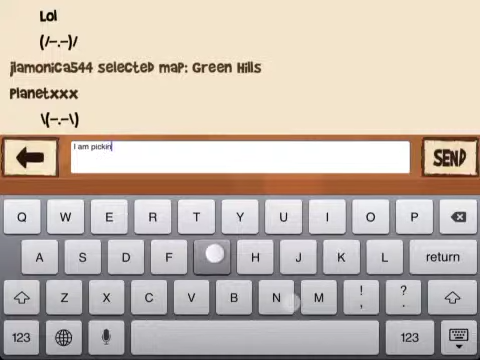 Lol
(/-.-)/
jlamonica544 selected map: Green Hills
Planetxxx
\(-.-\)
I am pickin
SEND
Q W E R T Y U I O P
A S D F H J K L return
Z X C V B N M ! , ? .
123 123